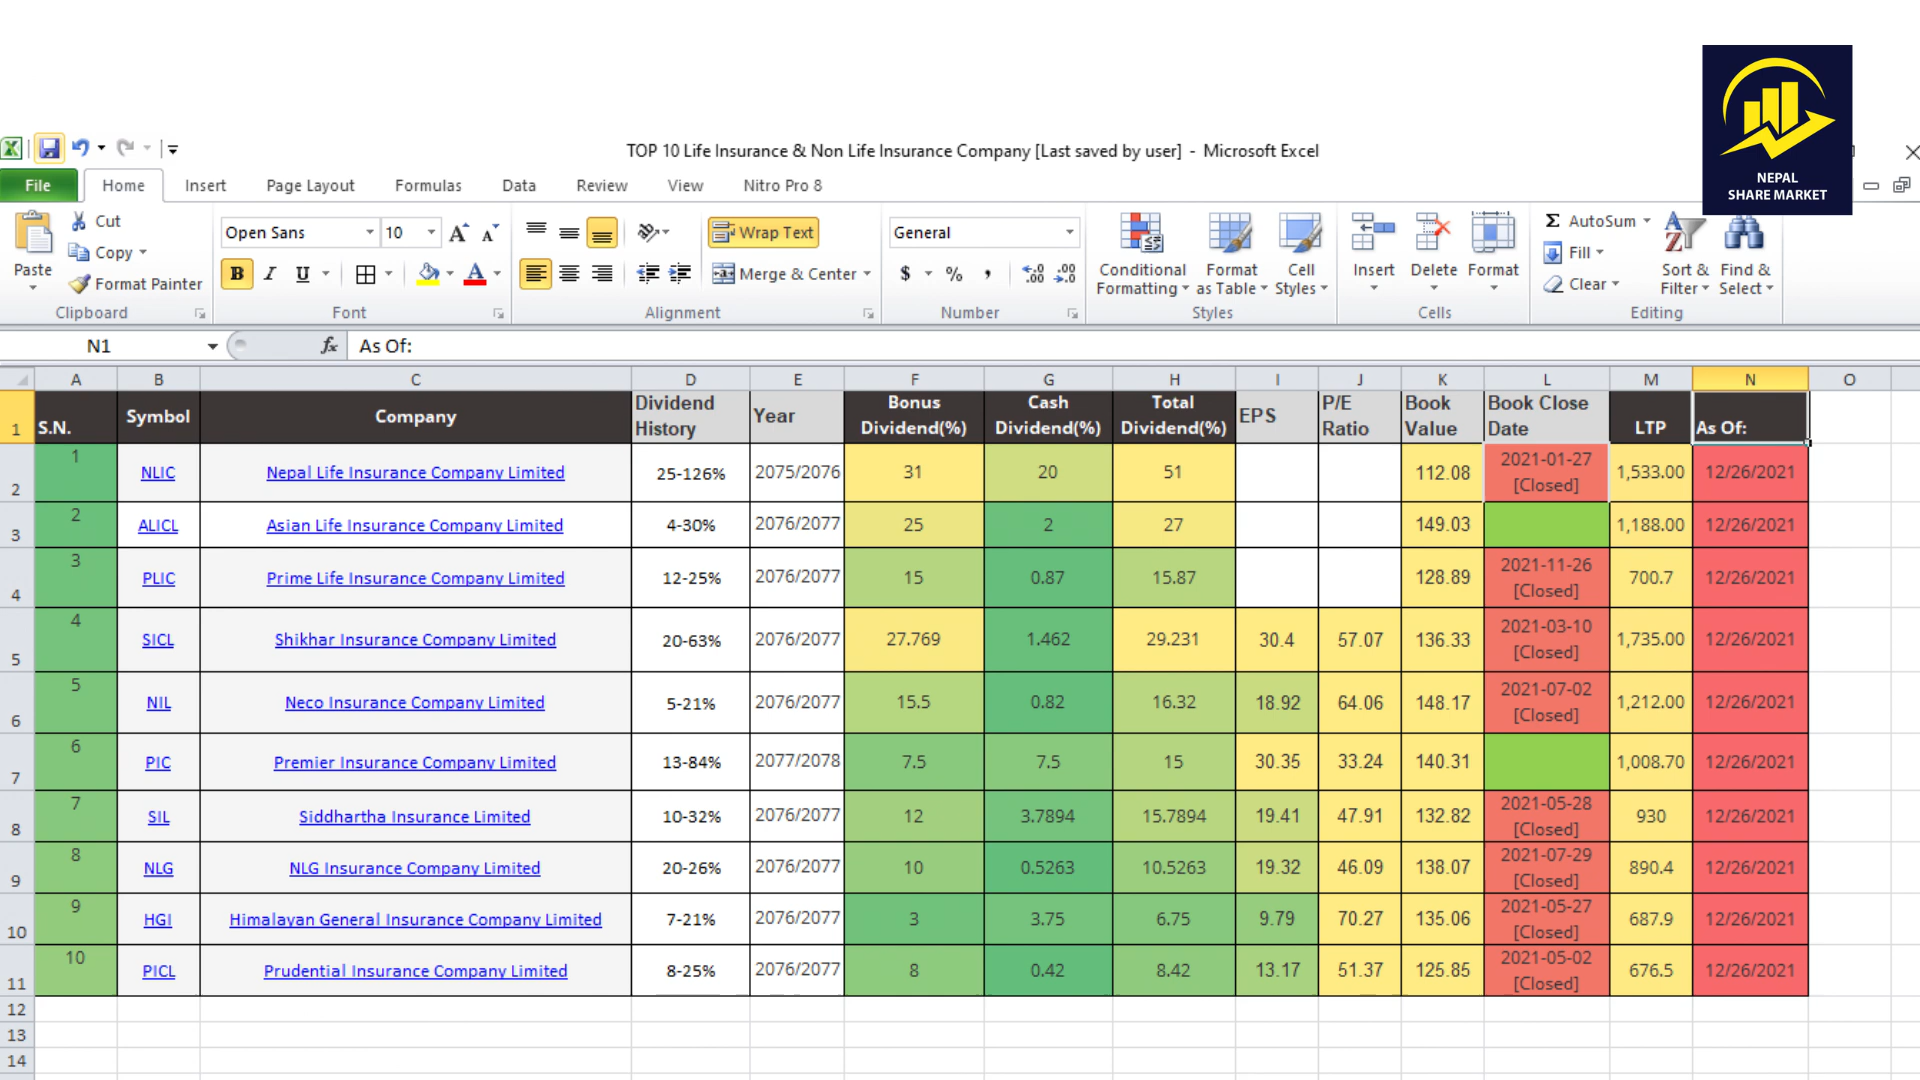 NEPAL
SHARE MARKET
TOP 10 Life Insurance & Non Life Insurance Company [Last saved by user] - Microsoft Excel
File Home Insert Page Layout Formulas Data Review View Nitro Pro 8
Cut
Copy
Format Painter
Paste
Clipboard
Open Sans 10
B I U A
Font
Wrap Text
Merge & Center
Alignment
General
$ % ,
Number
Conditional Formatting
Format as Table
Cell Styles
Styles
Insert Delete Format
Cells
Σ AutoSum
Fill
Clear
Sort & Filter
Find & Select
Editing
N1 fx As Of:
A B C D E F G H I J K L M N O
1 S.N. Symbol Company Dividend History Year Bonus Dividend(%) Cash Dividend(%) Total Dividend(%) EPS P/E Ratio Book Value Book Close Date LTP As Of:
2 1 NLIC Nepal Life Insurance Company Limited 25-126% 2075/2076 31 20 51 112.08 2021-01-27 [Closed] 1,533.00 12/26/2021
3 2 ALICL Asian Life Insurance Company Limited 4-30% 2076/2077 25 2 27 149.03 1,188.00 12/26/2021
4 3 PLIC Prime Life Insurance Company Limited 12-25% 2076/2077 15 0.87 15.87 128.89 2021-11-26 [Closed] 700.7 12/26/2021
5 4 SICL Shikhar Insurance Company Limited 20-63% 2076/2077 27.769 1.462 29.231 30.4 57.07 136.33 2021-03-10 [Closed] 1,735.00 12/26/2021
6 5 NIL Neco Insurance Company Limited 5-21% 2076/2077 15.5 0.82 16.32 18.92 64.06 148.17 2021-07-02 [Closed] 1,212.00 12/26/2021
7 6 PIC Premier Insurance Company Limited 13-84% 2077/2078 7.5 7.5 15 30.35 33.24 140.31 1,008.70 12/26/2021
8 7 SIL Siddhartha Insurance Limited 10-32% 2076/2077 12 3.7894 15.7894 19.41 47.91 132.82 2021-05-28 [Closed] 930 12/26/2021
9 8 NLG NLG Insurance Company Limited 20-26% 2076/2077 10 0.5263 10.5263 19.32 46.09 138.07 2021-07-29 [Closed] 890.4 12/26/2021
10 9 HGI Himalayan General Insurance Company Limited 7-21% 2076/2077 3 3.75 6.75 9.79 70.27 135.06 2021-05-27 [Closed] 687.9 12/26/2021
11 10 PICL Prudential Insurance Company Limited 8-25% 2076/2077 8 0.42 8.42 13.17 51.37 125.85 2021-05-02 [Closed] 676.5 12/26/2021
12
13
14